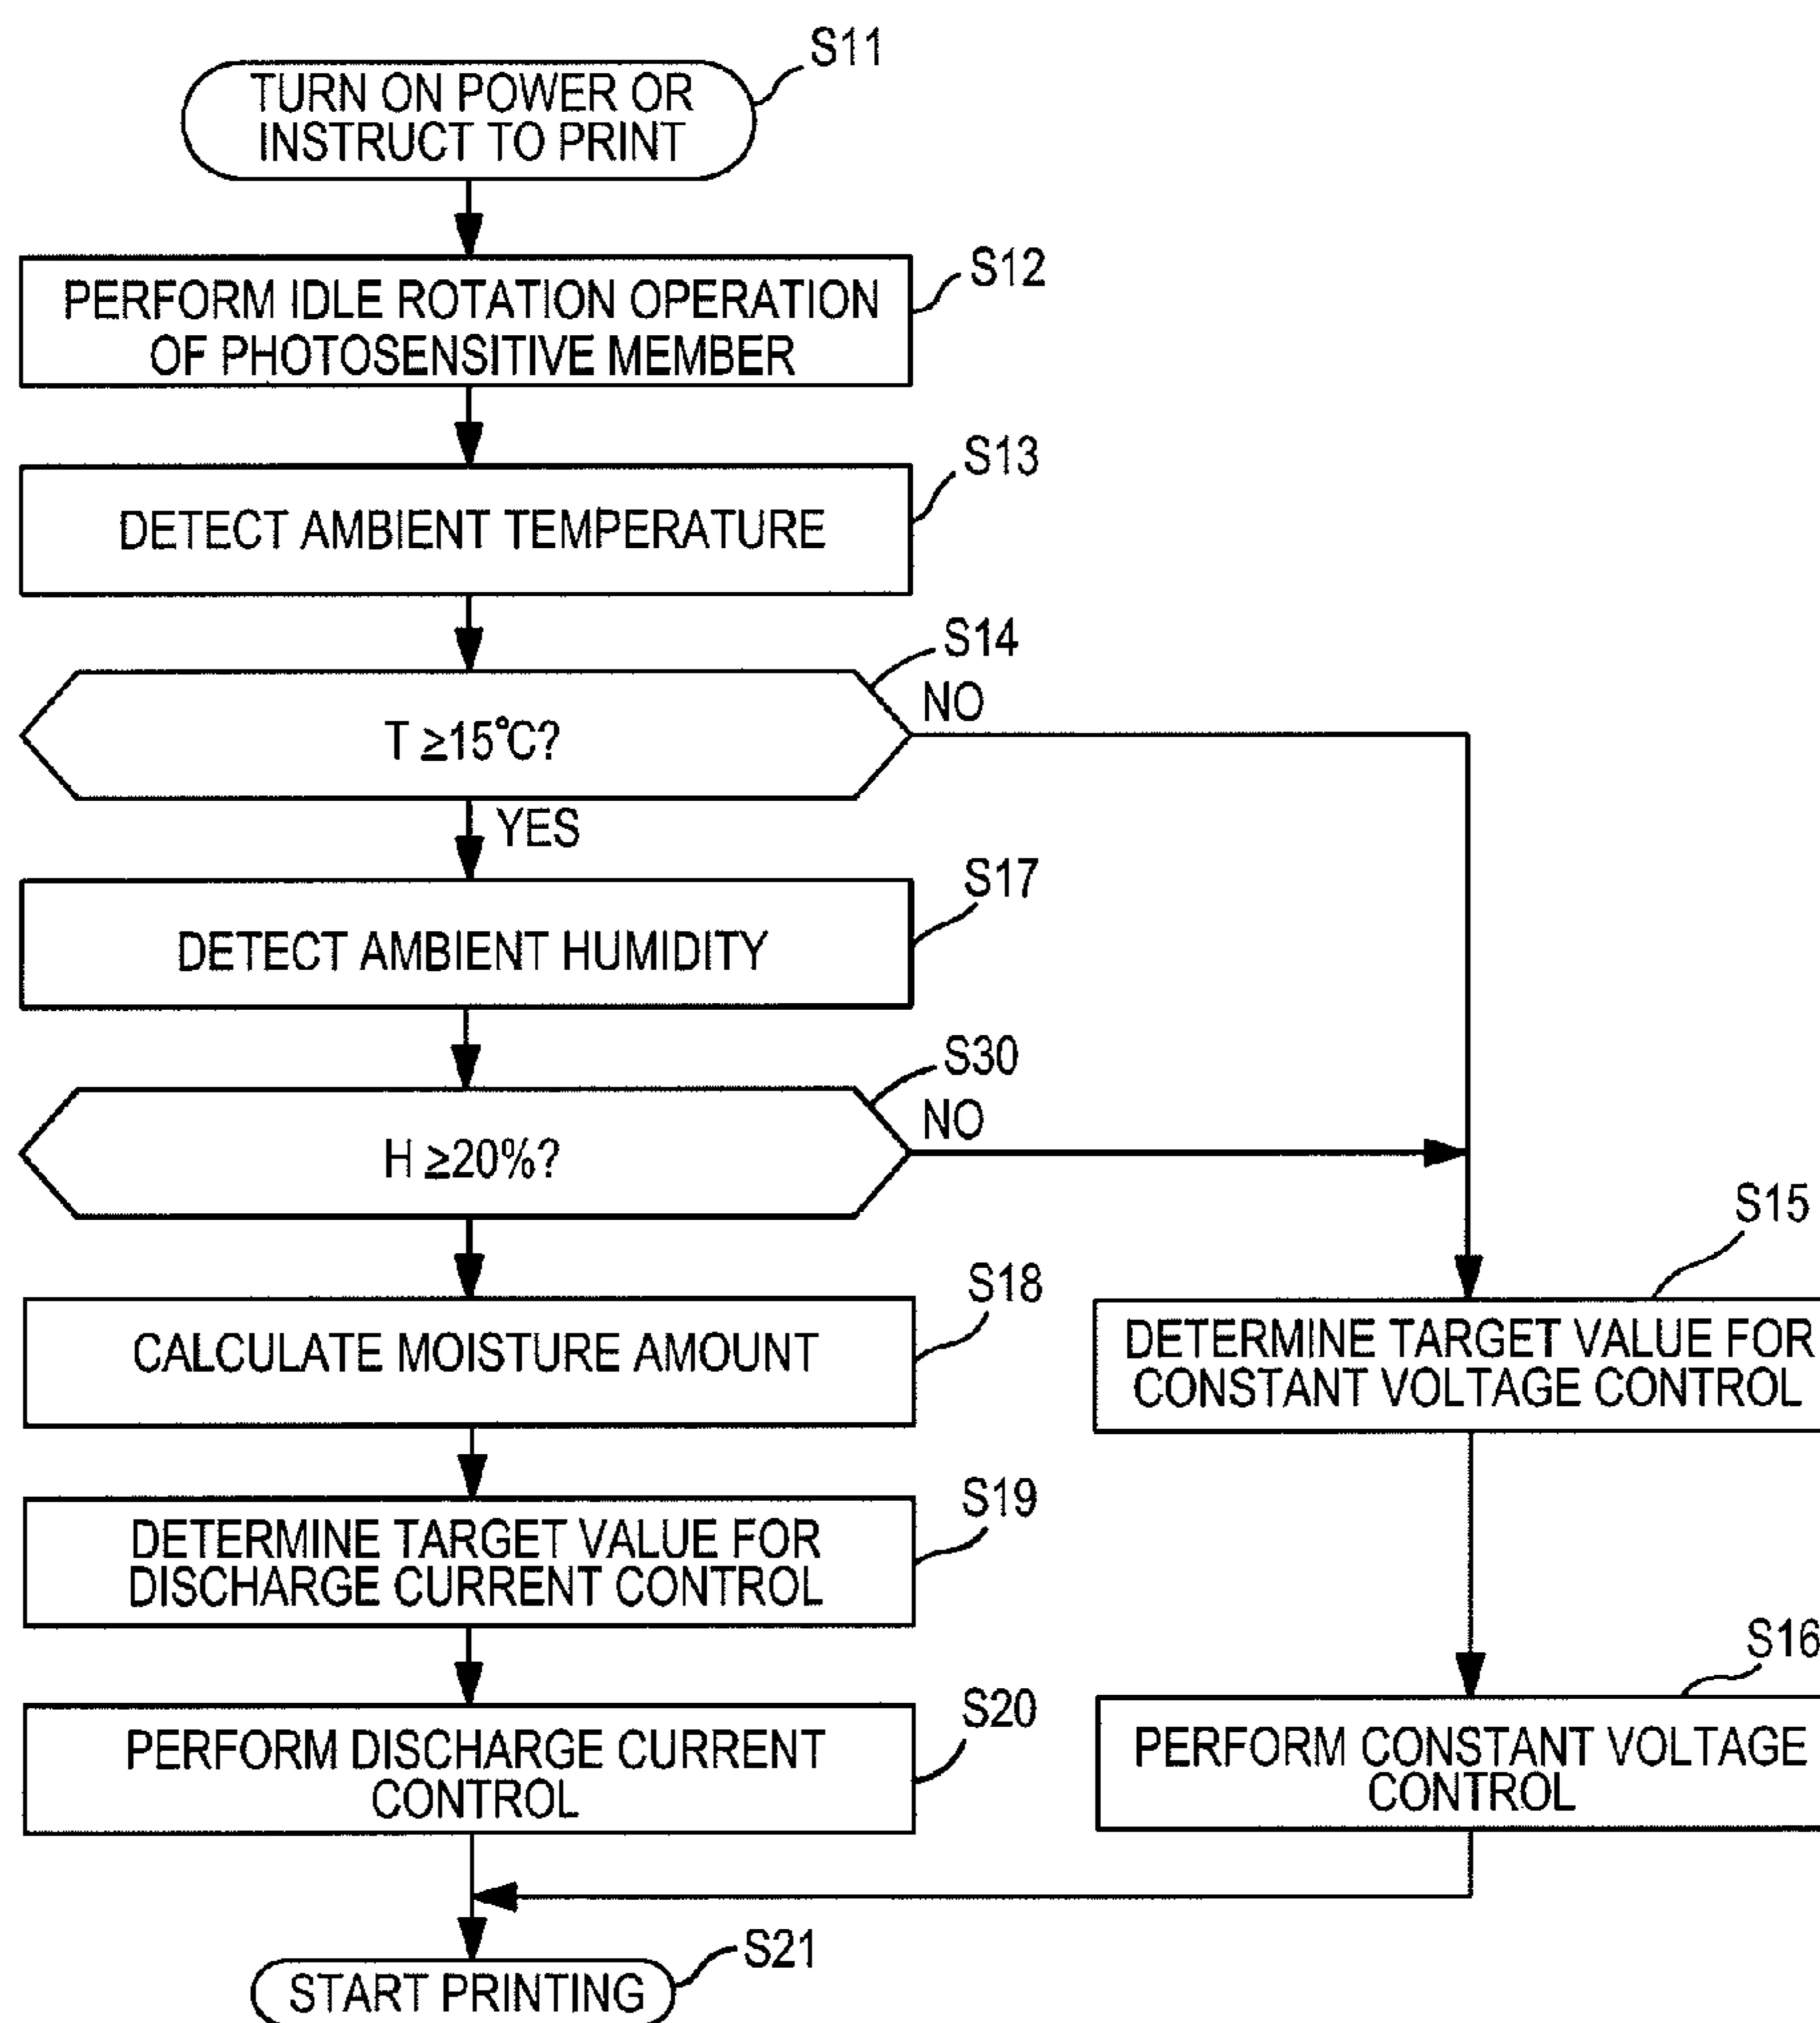 S11
TURN ON POWER OR
INSTRUCT TO PRINT
S12
PERFORM IDLE ROTATION OPERATION
OF PHOTOSENSITIVE MEMBER
S13
DETECT AMBIENT TEMPERATURE
S14
NO
T ≥15°C?
YES
S17
DETECT AMBIENT HUMIDITY
S30
NO
H ≥20%?
S15
DETERMINE TARGET VALUE FOR
CONSTANT VOLTAGE CONTROL
S18
CALCULATE MOISTURE AMOUNT
S19
DETERMINE TARGET VALUE FOR
DISCHARGE CURRENT CONTROL
S16
PERFORM CONSTANT VOLTAGE
CONTROL
S20
PERFORM DISCHARGE CURRENT
CONTROL
S21
START PRINTING